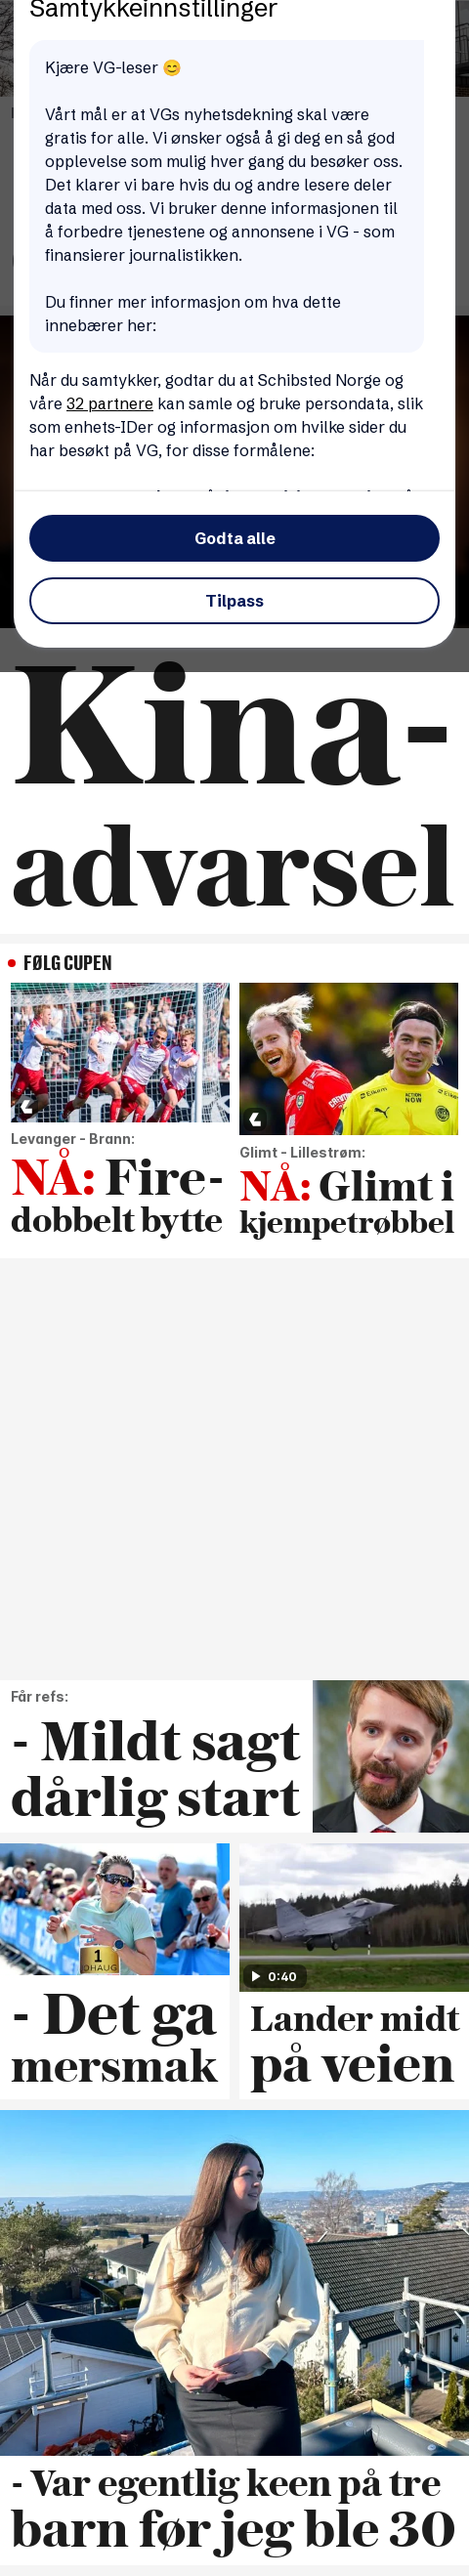 Samtykkeinnstillinger
Kjære VG-leser 😊
Vårt mål er at VGs nyhetsdekning skal være
gratis for alle. Vi ønsker også å gi deg en så god
opplevelse som mulig hver gang du besøker oss.
Det klarer vi bare hvis du og andre lesere deler
data med oss. Vi bruker denne informasjonen til
å forbedre tjenestene og annonsene i VG - som
finansierer journalistikken.
Du finner mer informasjon om hva dette
innebærer her:
Når du samtykker, godtar du at Schibsted Norge og
våre 32 partnere kan samle og bruke persondata, slik
som enhets-IDer og informasjon om hvilke sider du
har besøkt på VG, for disse formålene:
Godta alle
Tilpass
Kina-
advarsel
FØLG CUPEN
Levanger - Brann:
NÅ: Fire-
dobbelt bytte
Glimt - Lillestrøm:
NÅ: Glimt i
kjempetrøbbel
Får refs:
- Mildt sagt
dårlig start
1
OHAUG
- Det ga
mersmak
0:40
Lander midt
på veien
- Var egentlig keen på tre
barn før jeg ble 30